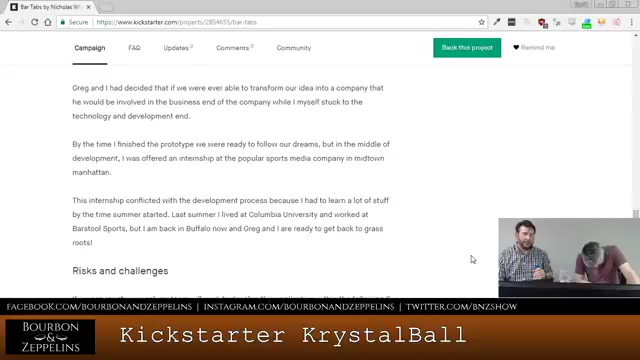 Bar Tabs by Nicholas W
https://www.kickstarter.com/projects/2854655/bar-tabs
Campaign FAQ Updates Comments Community Back this project Remind me
Greg and I had decided that if we were ever able to transform our idea into a company that
he would be involved in the business end of the company while I myself stuck to the
technology and development end.
By the time I finished the prototype we were ready to follow our dreams, but in the middle of
development, I was offered an internship at the popular sports media company in midtown
manhattan.
This internship conflicted with the development process because I had to learn a lot of stuff
by the time summer started. Last summer I lived at Columbia University and worked at
Barstool Sports, but I am back in Buffalo now and Greg and I are ready to get back to grass
roots!
Risks and challenges
FACEBOOK.COM/BOURBONANDZEPPELINS | INSTAGRAM.COM/BOURBONANDZEPPELINS | TWITTER.COM/BNZSHOW
BOURBON
&
ZEPPELINS
Kickstarter KrystalBall